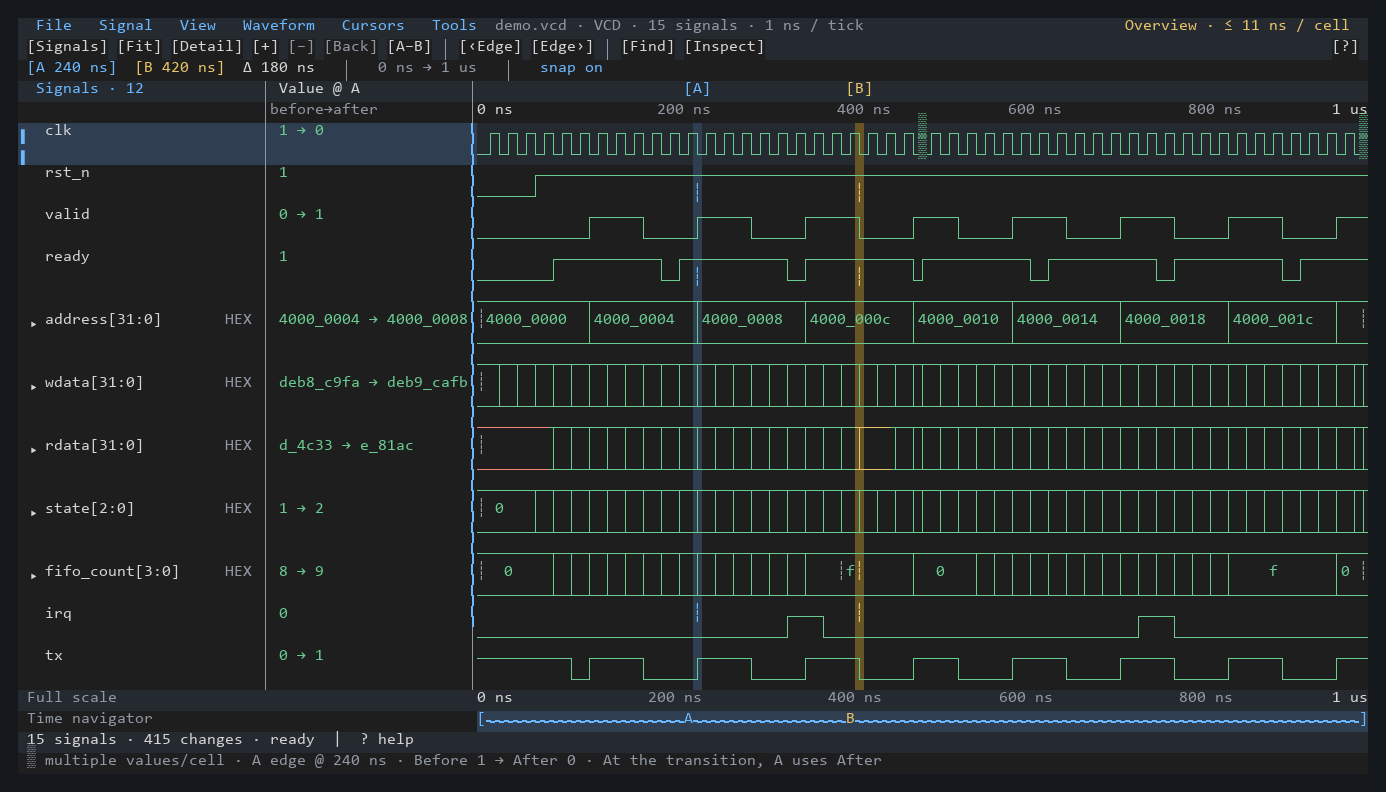 File Signal View Waveform Cursors Tools demo.vcd · VCD · 15 signals · 1 ns / tick Overview · ≤ 11 ns / cell
[Signals] [Fit] [Detail] [+] [−] [Back] [A–B] │ [‹Edge] [Edge›] │ [Find] [Inspect] [?]
[A 240 ns] [B 420 ns] Δ 180 ns │ 0 ns → 1 us │ snap on
Signals · 12 Value @ A [A] [B]
before→after 0 ns 200 ns 400 ns 600 ns 800 ns 1 us
clk 1 → 0
rst_n 1
valid 0 → 1
ready 1
▸ address[31:0] HEX 4000_0004 → 4000_0008 4000_0000 4000_0004 4000_0008 4000_000c 4000_0010 4000_0014 4000_0018 4000_001c
▸ wdata[31:0] HEX deb8_c9fa → deb9_cafb
▸ rdata[31:0] HEX d_4c33 → e_81ac
▸ state[2:0] HEX 1 → 2 0
▸ fifo_count[3:0] HEX 8 → 9 0 f 0 f 0
irq 0
tx 0 → 1
Full scale 0 ns 200 ns 400 ns 600 ns 800 ns 1 us
Time navigator [A B]
15 signals · 415 changes · ready │ ? help
▒ multiple values/cell · A edge @ 240 ns · Before 1 → After 0 · At the transition, A uses After